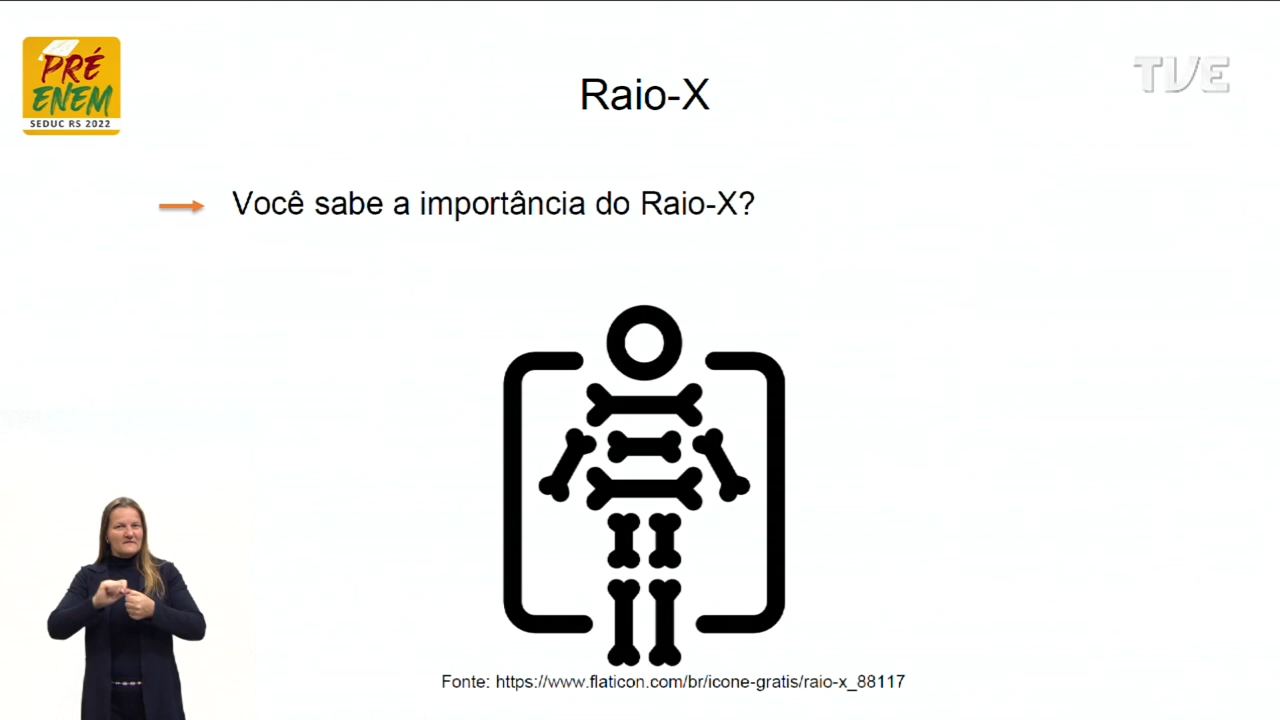 PRÉ
ENEM
SEDUC RS 2022
TVE
Raio-X
Você sabe a importância do Raio-X?
Fonte: https://www.flaticon.com/br/icone-gratis/raio-x_88117